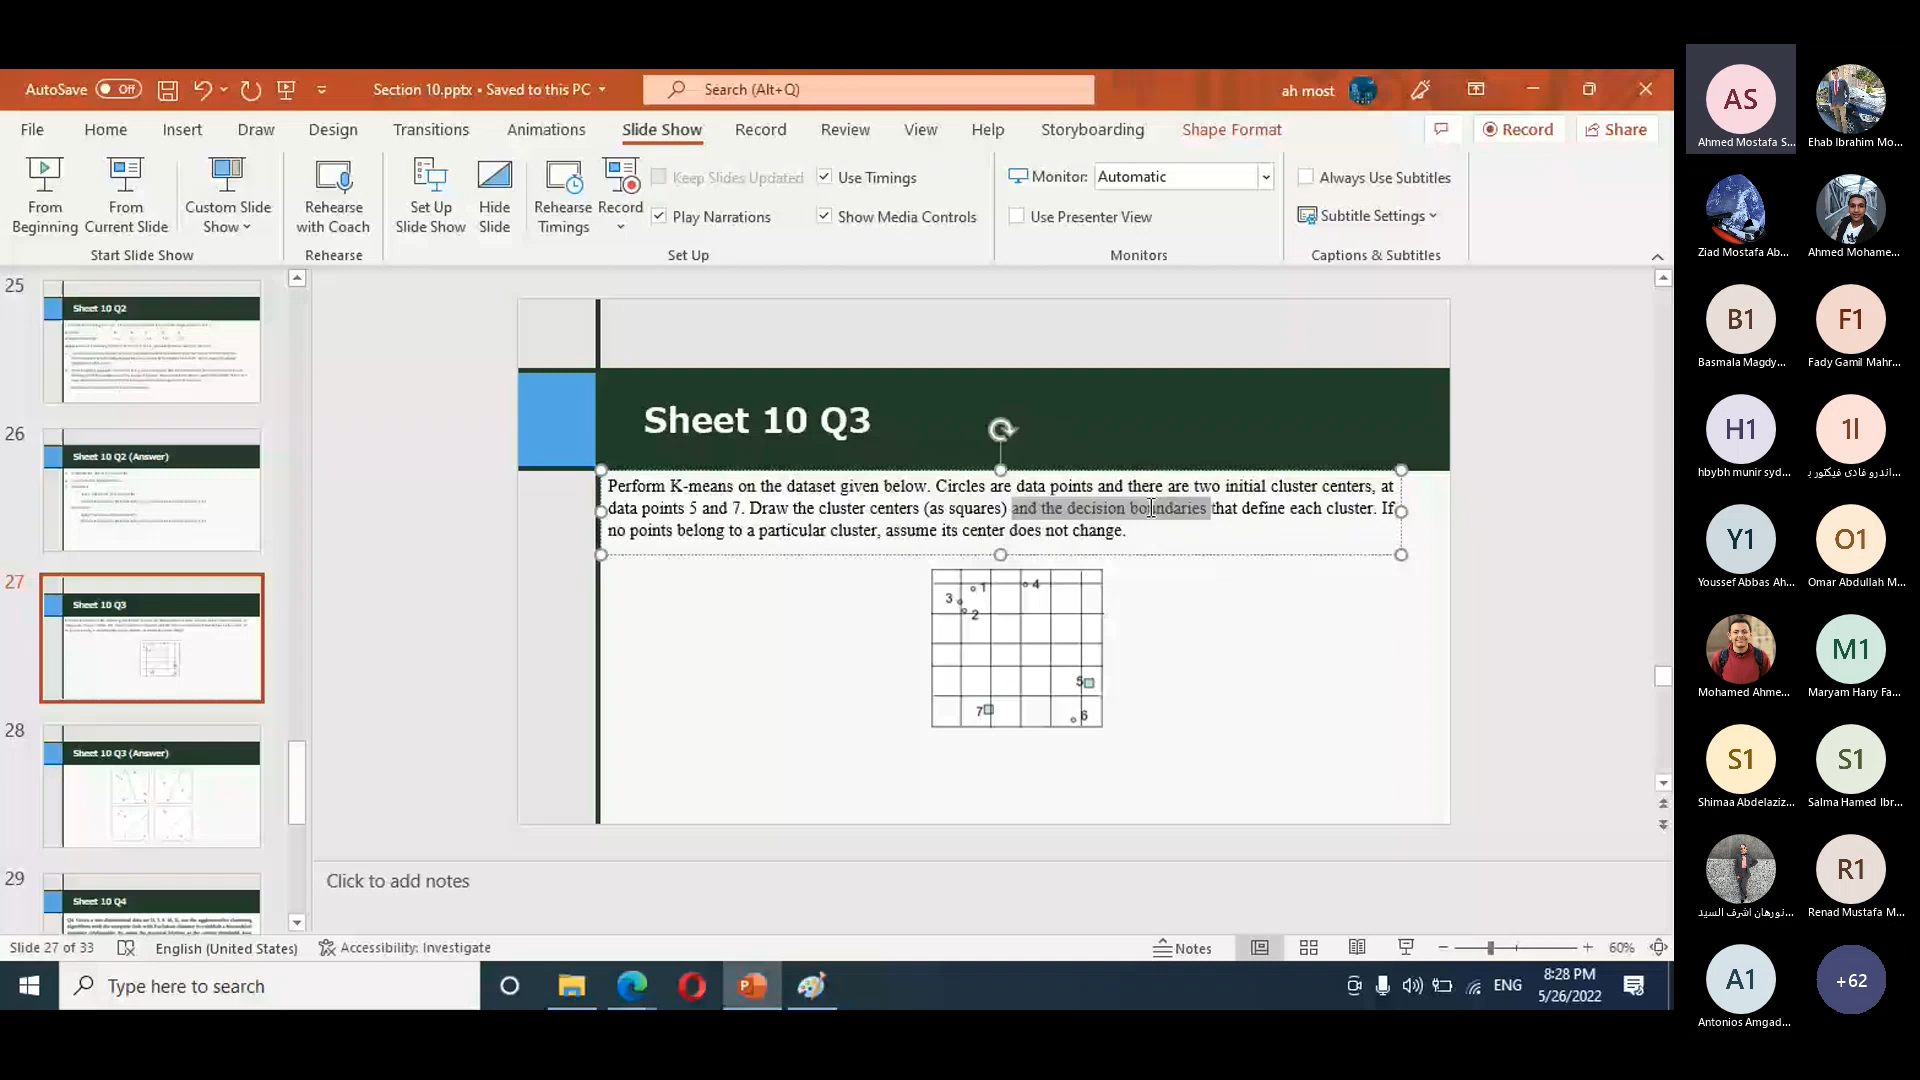 AutoSave Off Section 10.pptx • Saved to this PC Search (Alt+Q) ah most
File Home Insert Draw Design Transitions Animations Slide Show Record Review View Help Storyboarding Shape Format Record Share
From Beginning
From Current Slide
Custom Slide Show
Start Slide Show
Rehearse with Coach
Rehearse
Set Up Slide Show
Hide Slide
Rehearse Timings
Record
Keep Slides Updated
Play Narrations
Use Timings
Show Media Controls
Set Up
Monitor: Automatic
Use Presenter View
Monitors
Always Use Subtitles
Subtitle Settings
Captions & Subtitles
25
Sheet 10 Q2
26
Sheet 10 Q2 (Answer)
27
Sheet 10 Q3
28
Sheet 10 Q3 (Answer)
29
Sheet 10 Q4
Sheet 10 Q3
Perform K-means on the dataset given below. Circles are data points and there are two initial cluster centers, at
data points 5 and 7. Draw the cluster centers (as squares) and the decision boundaries that define each cluster. If
no points belong to a particular cluster, assume its center does not change.
1
4
3
2
5
7
6
Click to add notes
Slide 27 of 33 English (United States) Accessibility: Investigate Notes 60%
Type here to search
ENG
8:28 PM
5/26/2022
AS
Ahmed Mostafa S...
Ehab Ibrahim Mo...
Ziad Mostafa Ab...
Ahmed Mohame...
B1
Basmala Magdy...
F1
Fady Gamil Mahr...
H1
hbybh munir syd...
1ا
اندرو فادى فيكتور ب...
Y1
Youssef Abbas Ah...
O1
Omar Abdullah M...
Mohamed Ahme...
M1
Maryam Hany Fa...
S1
Shimaa Abdelaziz...
S1
Salma Hamed Ibr...
نورهان اشرف السيد...
R1
Renad Mustafa M...
A1
Antonios Amgad...
+62